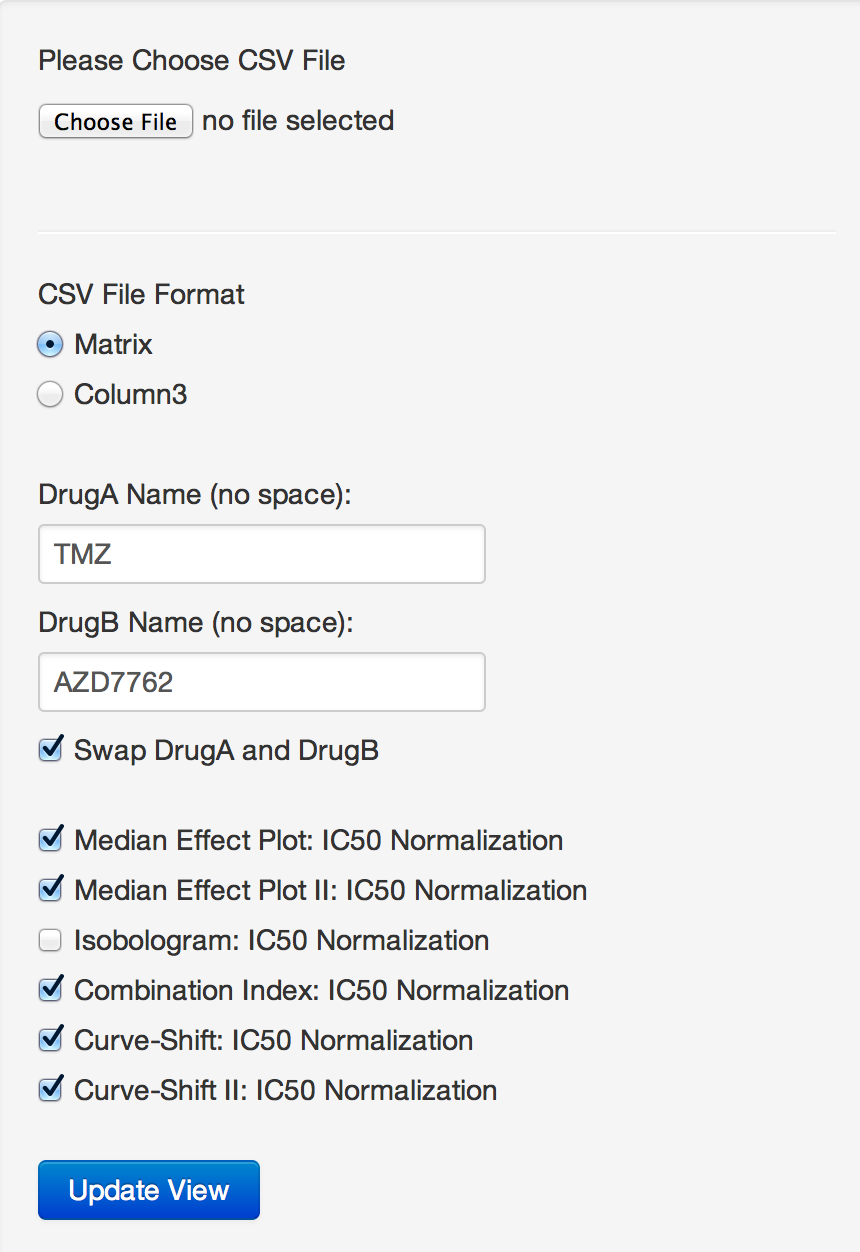 Please Choose CSV File
Choose File no file selected
CSV File Format
Matrix
Column3
DrugA Name (no space):
TMZ
DrugB Name (no space):
AZD7762
Swap DrugA and DrugB
Median Effect Plot: IC50 Normalization
Median Effect Plot II: IC50 Normalization
Isobologram: IC50 Normalization
Combination Index: IC50 Normalization
Curve-Shift: IC50 Normalization
Curve-Shift II: IC50 Normalization
Update View